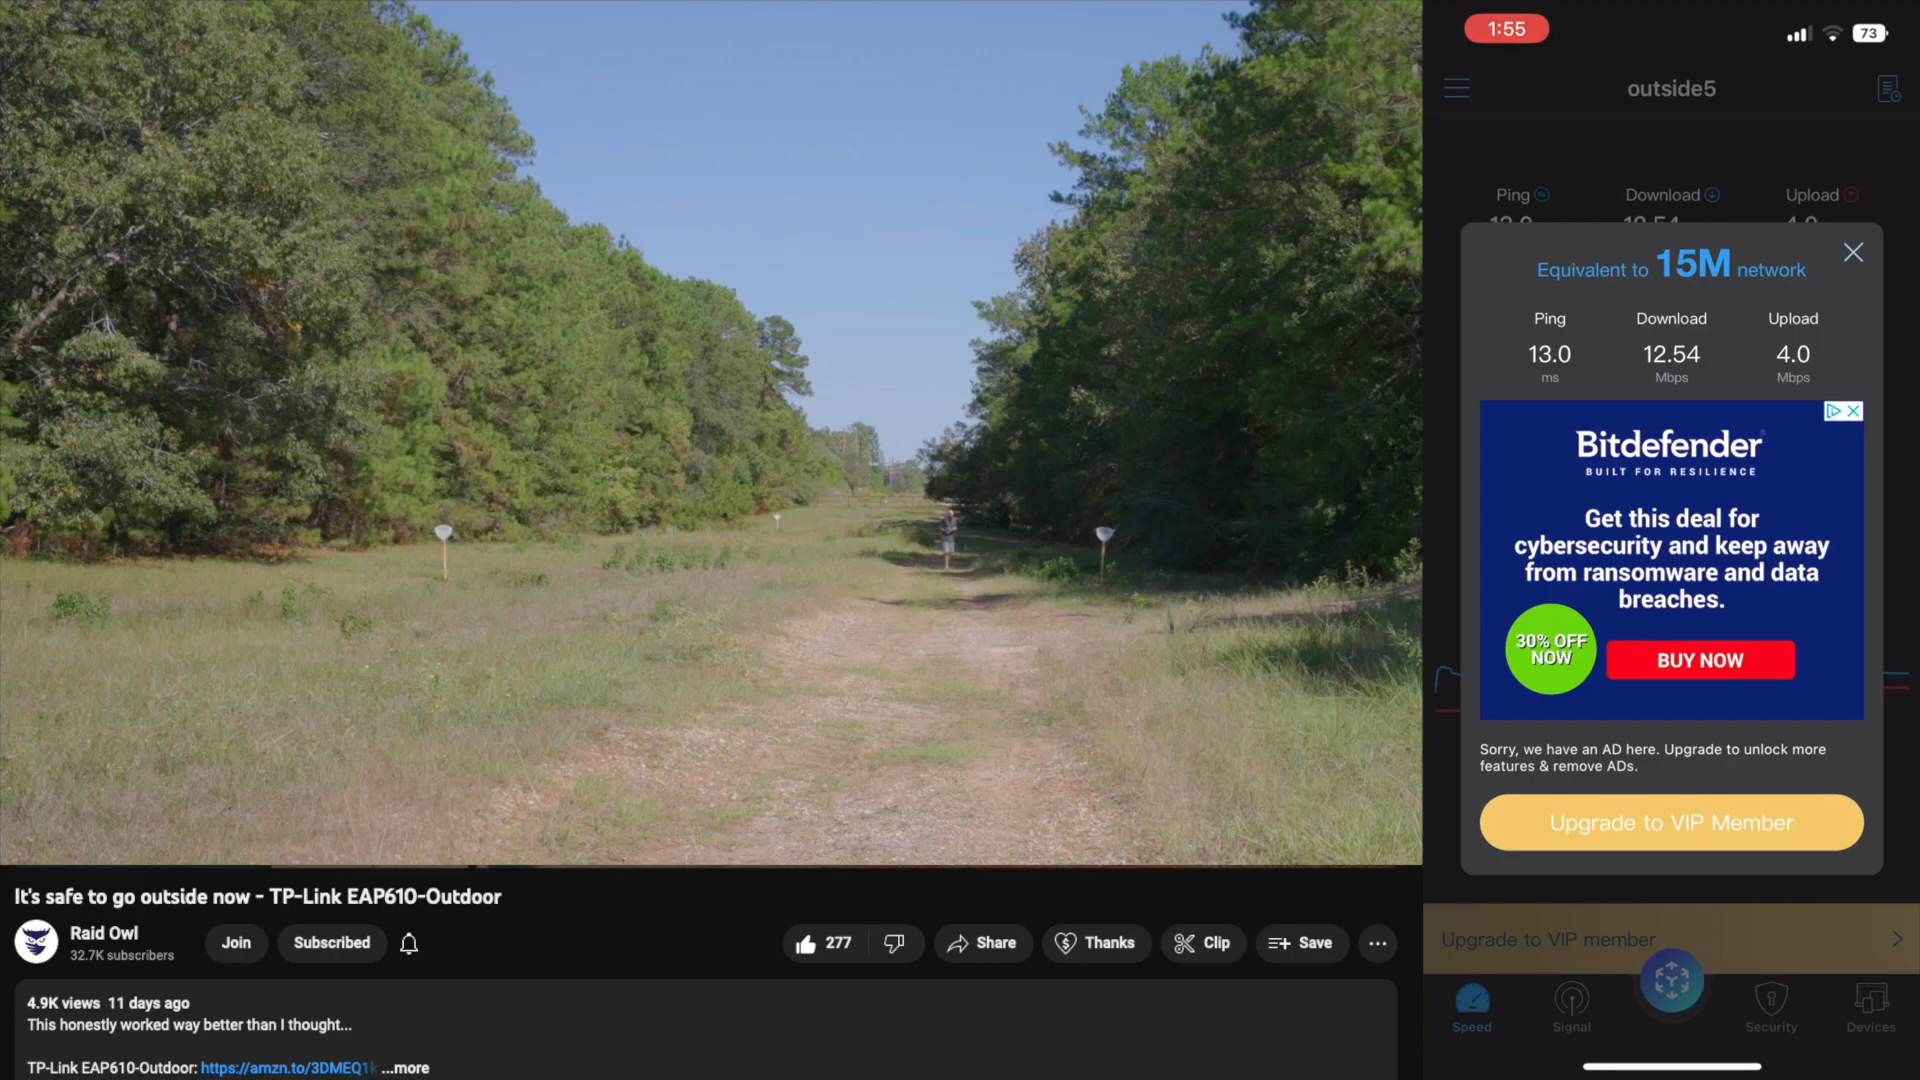 1:55
73
outside5
Ping Download Upload
Equivalent to 15M network
Ping Download Upload
13.0 12.54 4.0
ms Mbps Mbps
Bitdefender
BUILT FOR RESILIENCE
Get this deal for
cybersecurity and keep away
from ransomware and data
breaches.
30% OFF
NOW
BUY NOW
Sorry, we have an AD here. Upgrade to unlock more
features & remove ADs.
Upgrade to VIP Member
Upgrade to VIP member
Speed Signal Security Devices
It's safe to go outside now - TP-Link EAP610-Outdoor
Raid Owl
32.7K subscribers
Join Subscribed
277 Share Thanks Clip Save
4.9K views 11 days ago
This honestly worked way better than I thought...
TP-Link EAP610-Outdoor: https://amzn.to/3DMEQ1 ...more